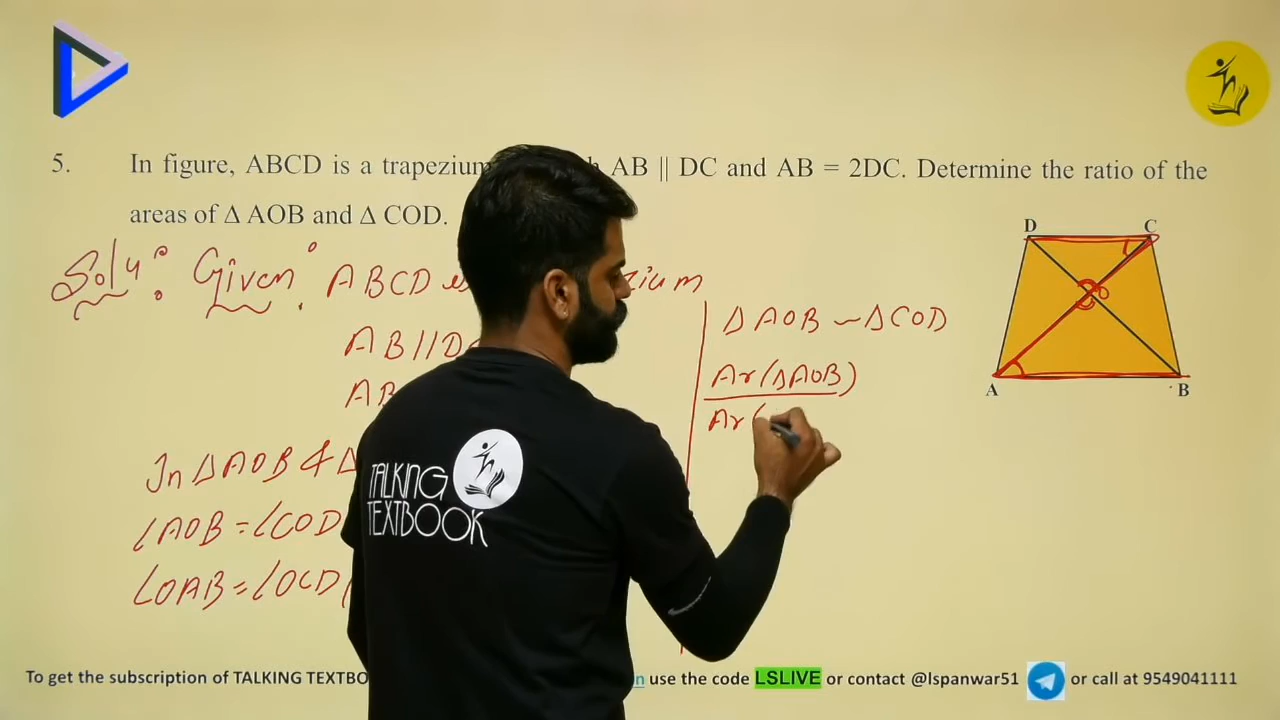 5. In figure, ABCD is a trapezium AB || DC and AB = 2DC. Determine the ratio of the
areas of Δ AOB and Δ COD.
D C
Given : ABCD
AB//D
AB
In ΔAOB & Δ
∠AOB = ∠COD
∠OAB = ∠OCD
ΔAOB ~ ΔCOD
Ar(ΔAOB)
Ar(
O
A B
TALKING
TEXTBOOK
To get the subscription of TALKING use the code LSLIVE or contact @lspanwar51 or call at 9549041111